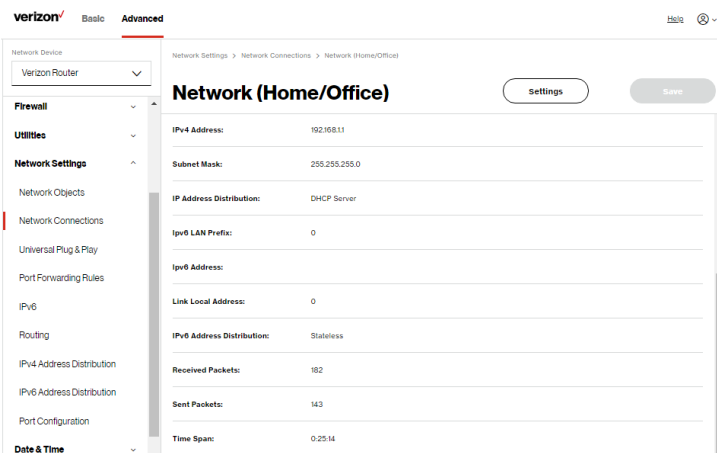 verizon✓ Basic Advanced Help
Network Device
Verizon Router
Firewall
Utilities
Network Settings
Network Objects
Network Connections
Universal Plug & Play
Port Forwarding Rules
IPv6
Routing
IPv4 Address Distribution
IPv6 Address Distribution
Port Configuration
Date & Time
Network Settings > Network Connections > Network (Home/Office)
Network (Home/Office) Settings Save
IPv4 Address: 192.168.1.1
Subnet Mask: 255.255.255.0
IP Address Distribution: DHCP Server
Ipv6 LAN Prefix: 0
Ipv6 Address:
Link Local Address: 0
IPv6 Address Distribution: Stateless
Received Packets: 182
Sent Packets: 143
Time Span: 0:25:14